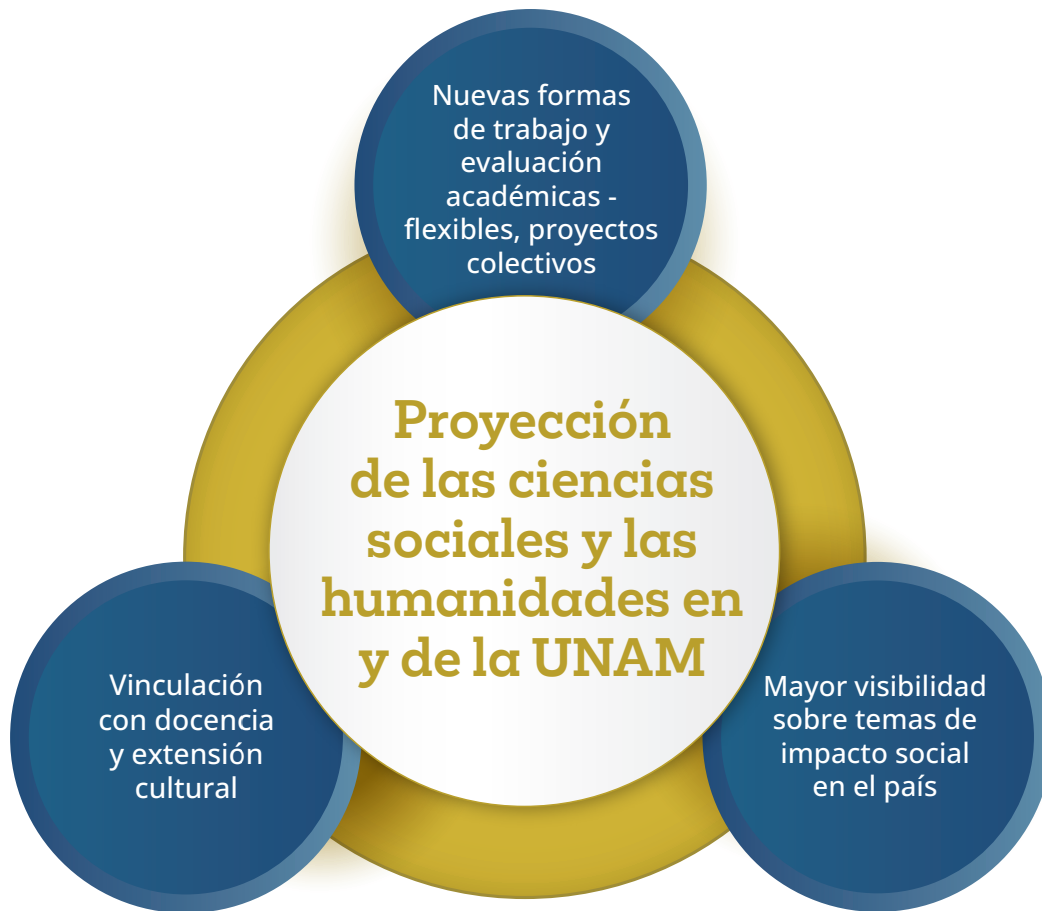 Nuevas formas
de trabajo y
evaluación
académicas -
flexibles, proyectos
colectivos
Proyección
de las ciencias
sociales y las
humanidades en
y de la UNAM
Vinculación
con docencia
y extensión
cultural
Mayor visibilidad
sobre temas de
impacto social
en el país